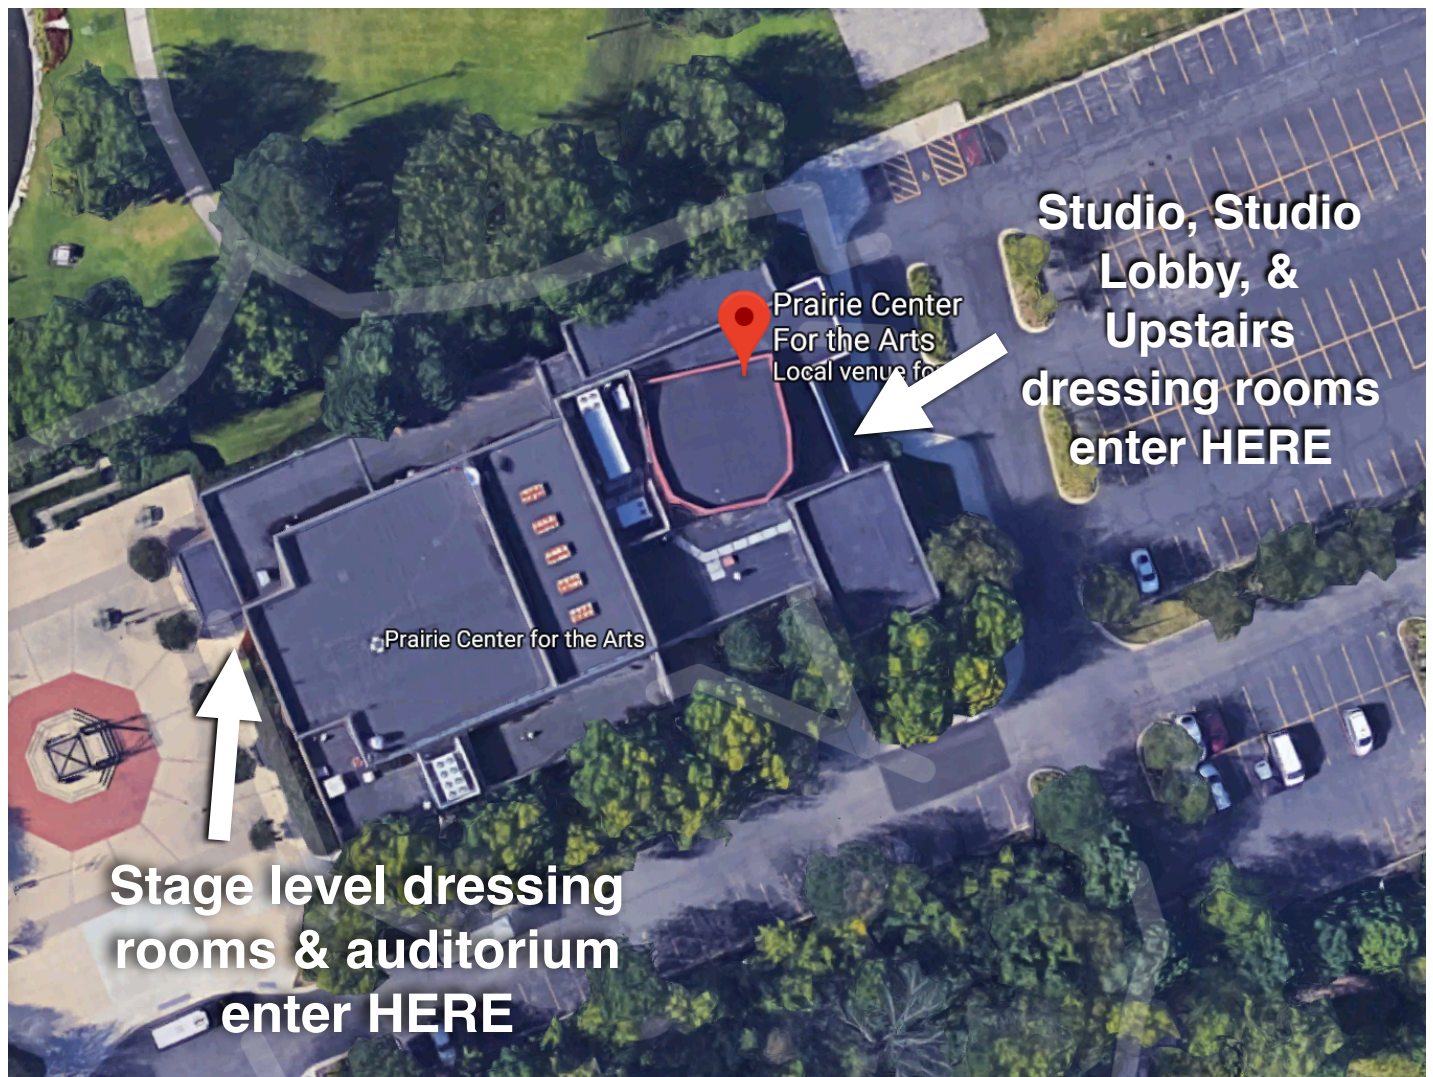 Studio, Studio
Lobby, &
Upstairs
dressing rooms
enter HERE
Prairie Center
For the Arts
Local venue fo
Prairie Center for the Arts
Stage level dressing
rooms & auditorium
enter HERE